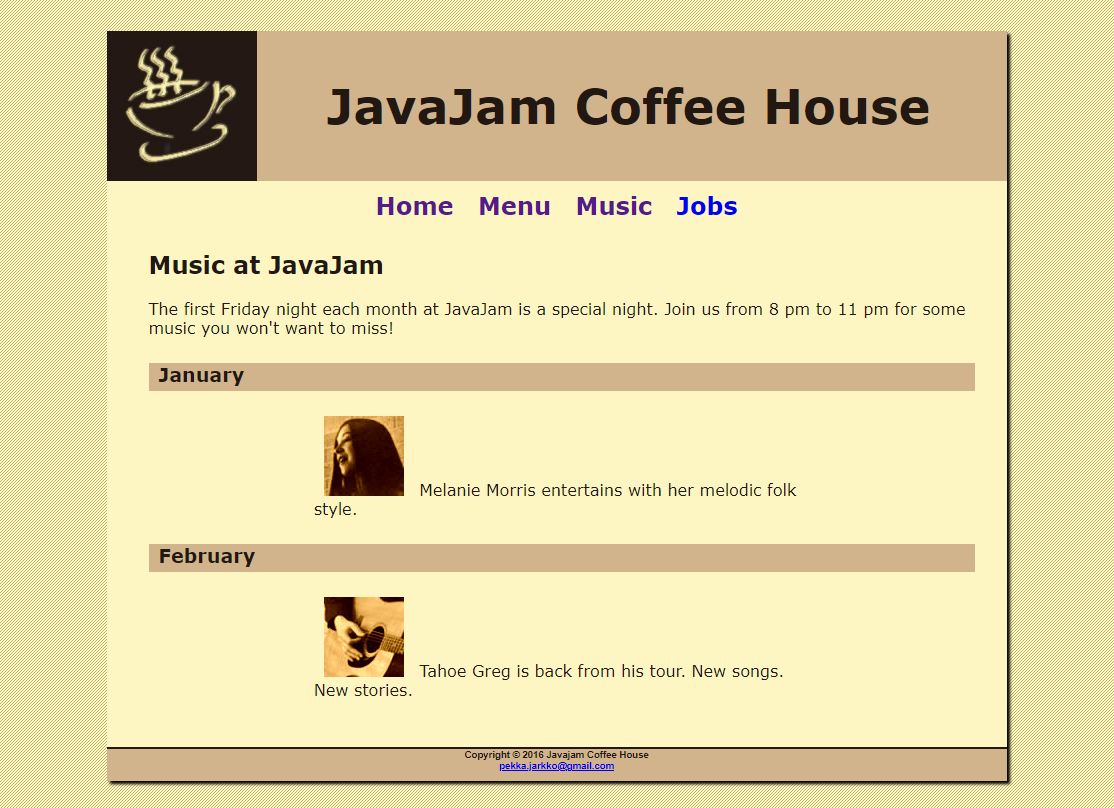 JavaJam Coffee House
Home Menu Music Jobs
Music at JavaJam
The first Friday night each month at JavaJam is a special night. Join us from 8 pm to 11 pm for some
music you won't want to miss!
January
Melanie Morris entertains with her melodic folk
style.
February
Tahoe Greg is back from his tour. New songs.
New stories.
Copyright © 2016 Javajam Coffee House
pekka.jarkko@gmail.com